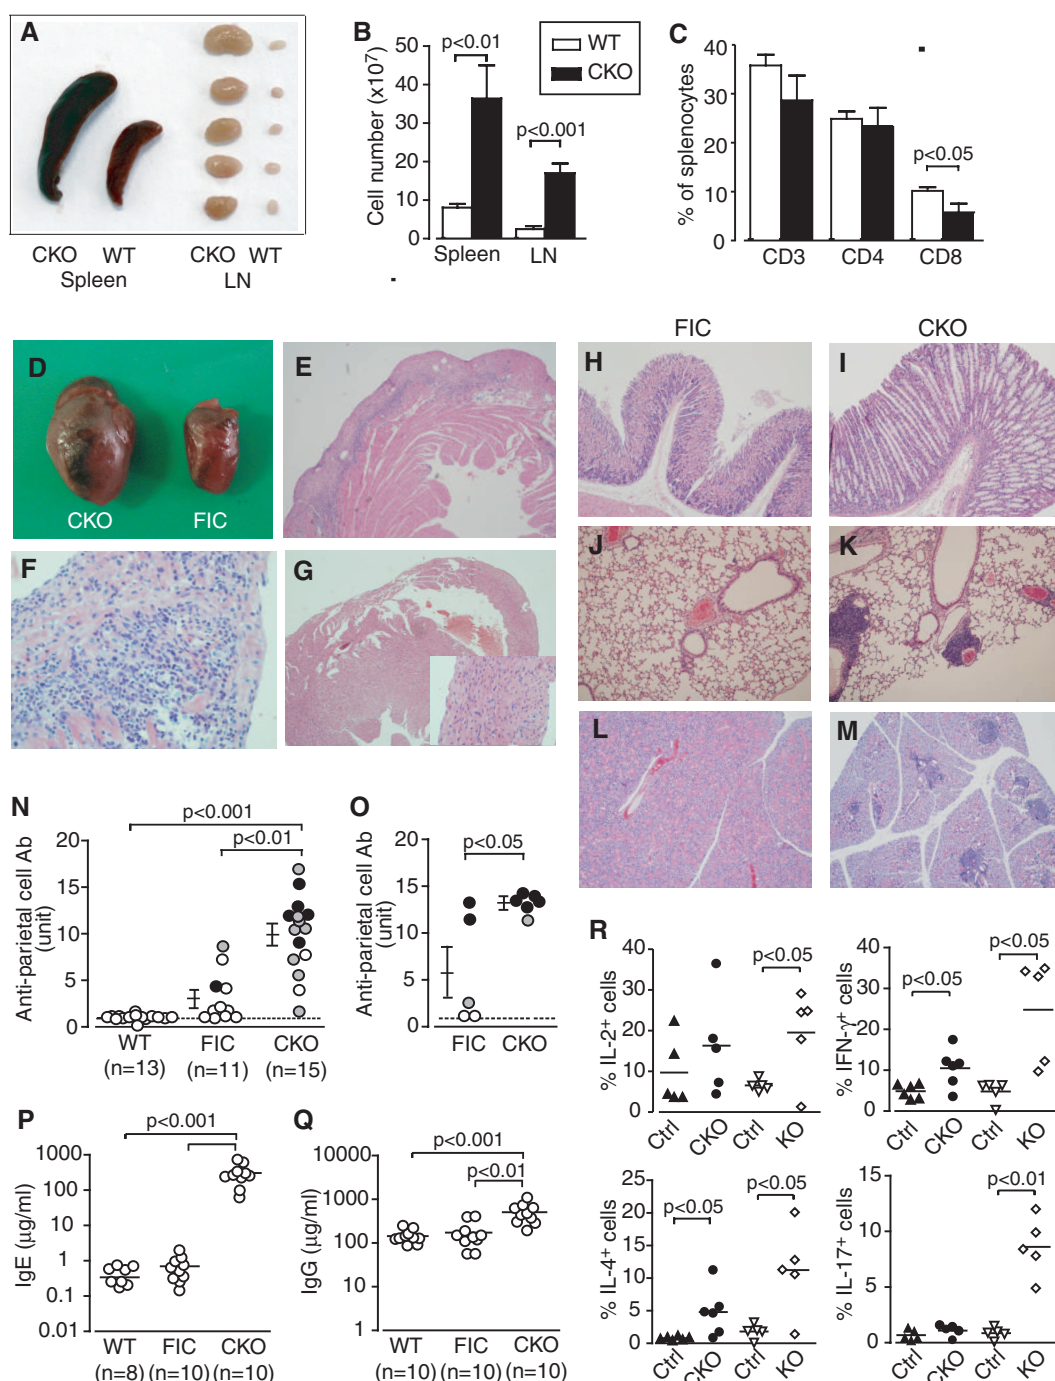 A
CKO WT
Spleen
CKO WT
LN
B
Cell number (x10⁷)
50
40
30
20
10
0
p<0.01
p<0.001
Spleen
LN
WT
CKO
C
% of splenocytes
40
30
20
10
0
p<0.05
CD3
CD4
CD8
FIC
CKO
D
CKO
FIC
E
F
G
H
I
J
K
L
M
N
Anti-parietal cell Ab
(unit)
20
15
10
5
0
p<0.001
p<0.01
WT
(n=13)
FIC
(n=11)
CKO
(n=15)
O
Anti-parietal cell Ab
(unit)
20
15
10
5
0
p<0.05
FIC
CKO
P
IgE (μg/ml)
1000
100
10
1
0.1
0.01
p<0.001
WT
(n=8)
FIC
(n=10)
CKO
(n=10)
Q
IgG (μg/ml)
10000
1000
100
10
1
p<0.001
p<0.01
WT
(n=10)
FIC
(n=10)
CKO
(n=10)
R
% IL-2⁺ cells
40
30
20
10
0
p<0.05
Ctrl
CKO
Ctrl
KO
% IFN-γ⁺ cells
40
30
20
10
0
p<0.05
p<0.05
Ctrl
CKO
Ctrl
KO
% IL-4⁺ cells
25
20
15
10
5
0
p<0.05
p<0.05
Ctrl
CKO
Ctrl
KO
% IL-17⁺ cells
15
10
5
0
p<0.01
Ctrl
CKO
Ctrl
KO